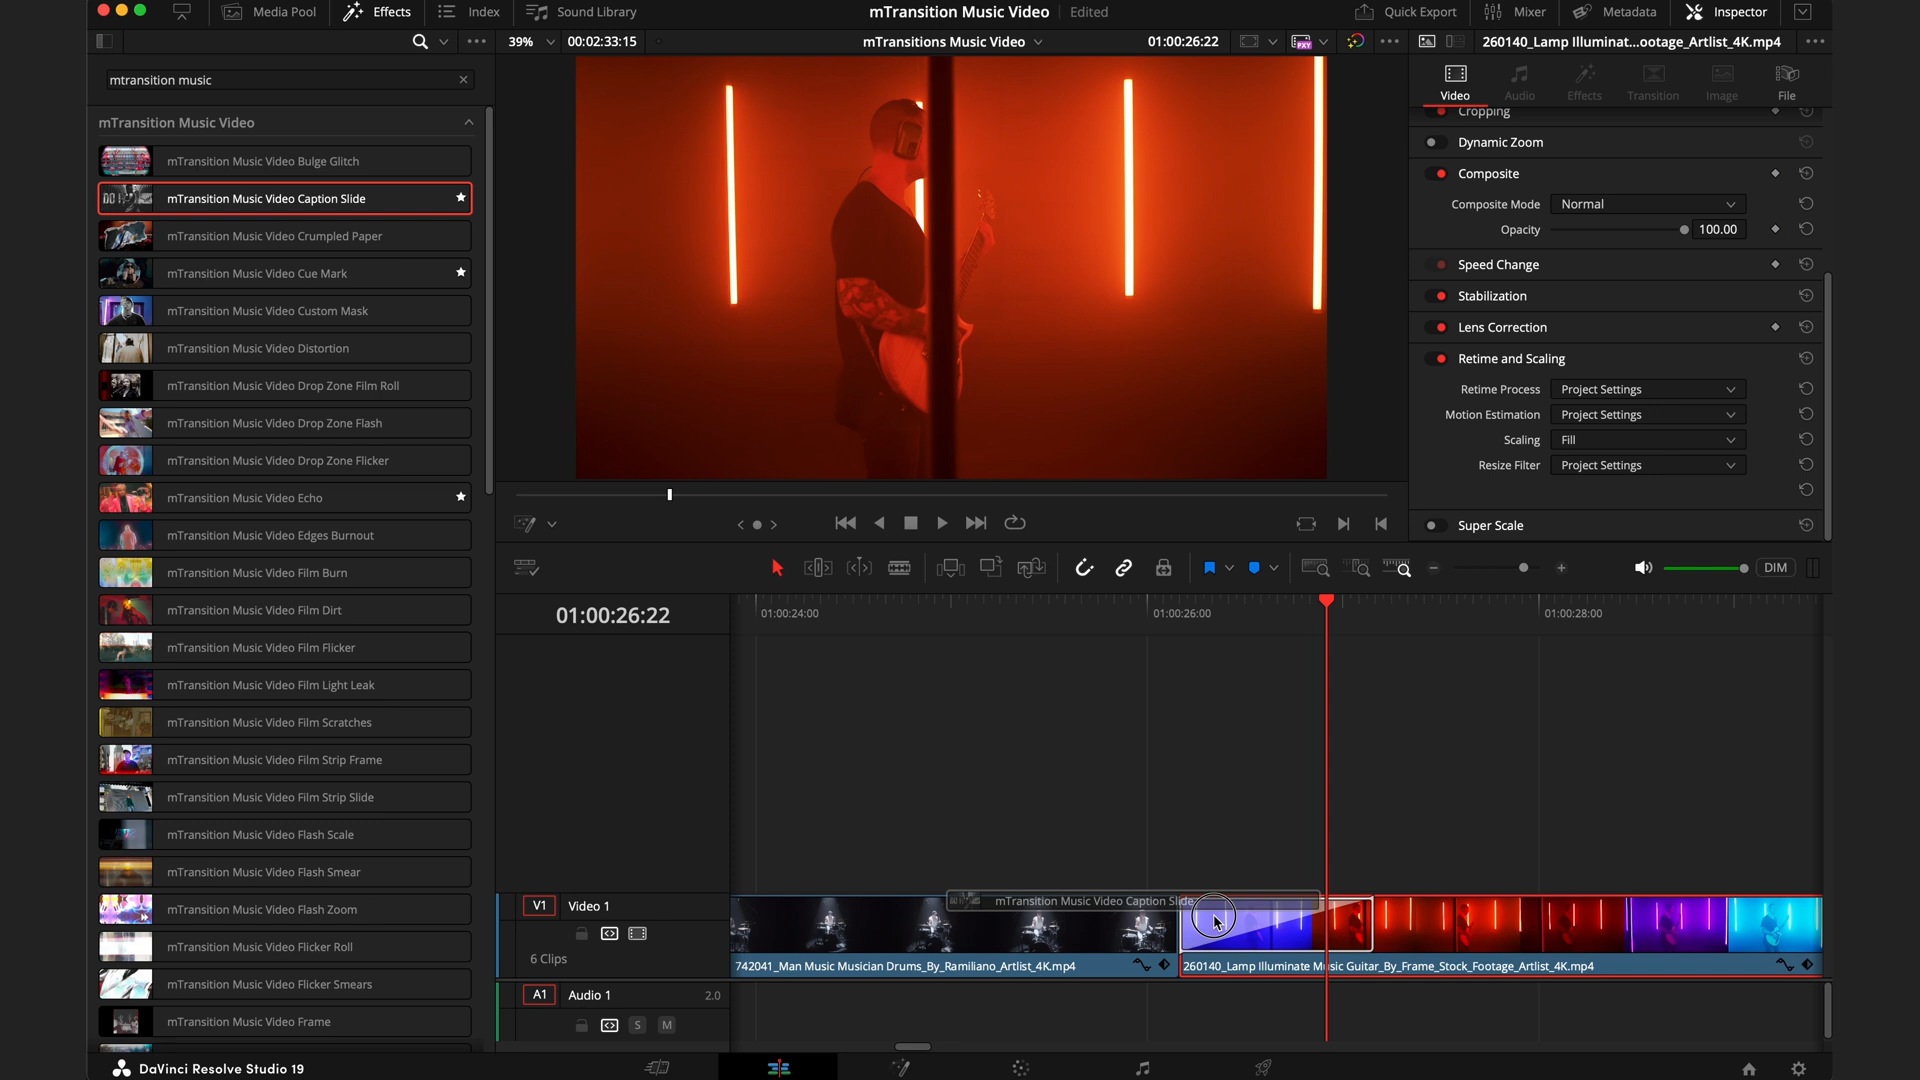 Media Pool
Effects
Index
Sound Library
mTransition Music Video
Edited
Quick Export
Mixer
Metadata
Inspector
39%
00:02:33:15
mTransitions Music Video
01:00:26:22
PXY
260140_Lamp Illuminat...ootage_Artlist_4K.mp4
mtransition music
Video
Audio
Effects
Transition
Image
File
mTransition Music Video
mTransition Music Video Bulge Glitch
mTransition Music Video Caption Slide
mTransition Music Video Crumpled Paper
mTransition Music Video Cue Mark
mTransition Music Video Custom Mask
mTransition Music Video Distortion
mTransition Music Video Drop Zone Film Roll
mTransition Music Video Drop Zone Flash
mTransition Music Video Drop Zone Flicker
mTransition Music Video Echo
mTransition Music Video Edges Burnout
mTransition Music Video Film Burn
mTransition Music Video Film Dirt
mTransition Music Video Film Flicker
mTransition Music Video Film Light Leak
mTransition Music Video Film Scratches
mTransition Music Video Film Strip Frame
mTransition Music Video Film Strip Slide
mTransition Music Video Flash Scale
mTransition Music Video Flash Smear
mTransition Music Video Flash Zoom
mTransition Music Video Flicker Roll
mTransition Music Video Flicker Smears
mTransition Music Video Frame
Cropping
Dynamic Zoom
Composite
Composite Mode Normal
Opacity 100.00
Speed Change
Stabilization
Lens Correction
Retime and Scaling
Retime Process Project Settings
Motion Estimation Project Settings
Scaling Fill
Resize Filter Project Settings
Super Scale
DIM
01:00:26:22
01:00:24:00
01:00:26:00
01:00:28:00
V1 Video 1
6 Clips
mTransition Music Video Caption Slide
742041_Man Music Musician Drums_By_Ramiliano_Artlist_4K.mp4
260140_Lamp Illuminate Music Guitar_By_Frame_Stock_Footage_Artlist_4K.mp4
A1 Audio 1 2.0
S M
DaVinci Resolve Studio 19